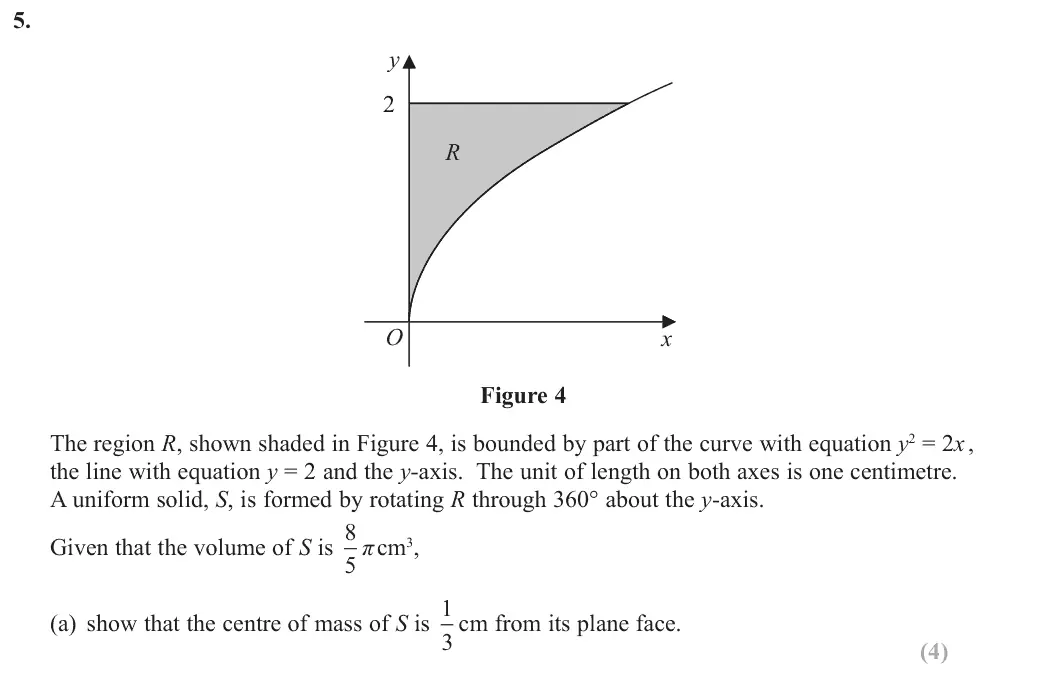 5.
y
2
R
O
x
Figure 4
The region R, shown shaded in Figure 4, is bounded by part of the curve with equation y² = 2x,
the line with equation y = 2 and the y-axis. The unit of length on both axes is one centimetre.
A uniform solid, S, is formed by rotating R through 360° about the y-axis.
Given that the volume of S is 8/5 π cm³,
(a) show that the centre of mass of S is 1/3 cm from its plane face.
(4)